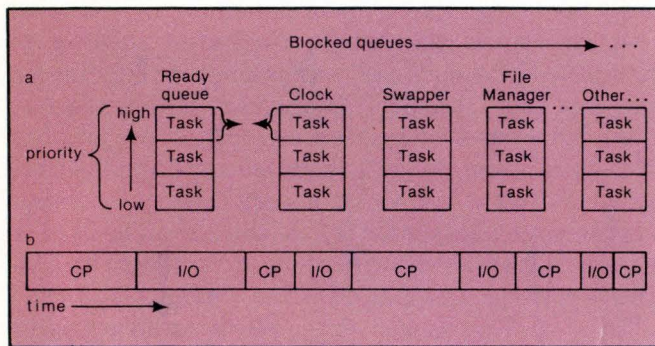 Blocked queues ...
a
Ready queue
Clock
Swapper
File Manager ...
Other ...
priority
high
low
Task Task Task Task Task
Task Task Task Task Task
Task Task Task Task Task
b
CP I/O CP I/O CP I/O CP I/O CP
time